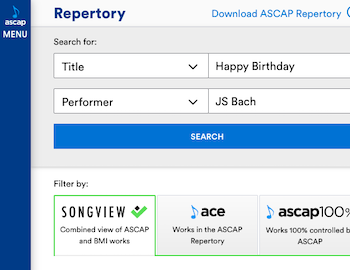 ascap
MENU
Repertory
Download ASCAP Repertory
Search for:
Title
Happy Birthday
Performer
JS Bach
SEARCH
Filter by:
SONGVIEW
Combined view of ASCAP
and BMI works
ace
Works in the ASCAP
Repertory
ascap100%
Works 100% controlled by
ASCAP